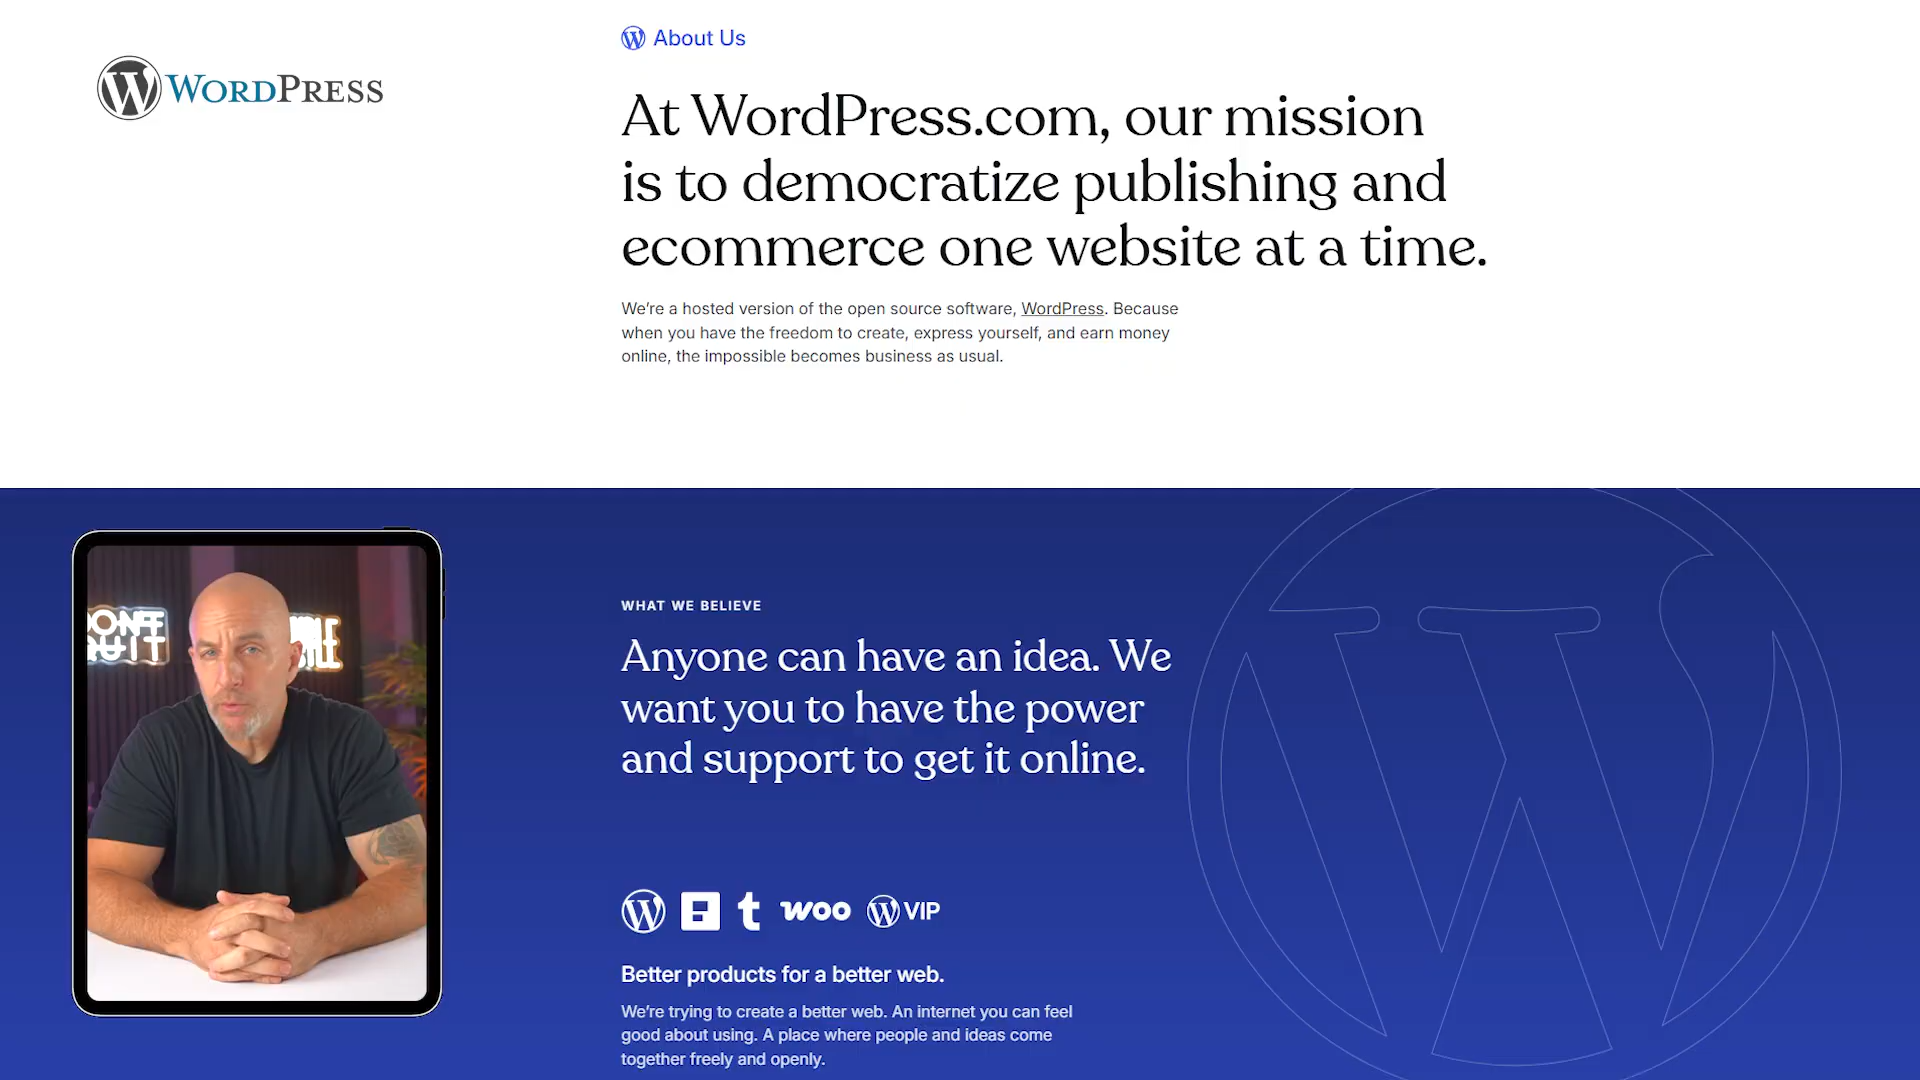 About Us
WORDPRESS
At WordPress.com, our mission
is to democratize publishing and
ecommerce one website at a time.
We're a hosted version of the open source software, WordPress. Because
when you have the freedom to create, express yourself, and earn money
online, the impossible becomes business as usual.
WHAT WE BELIEVE
Anyone can have an idea. We
want you to have the power
and support to get it online.
woo
VIP
Better products for a better web.
We're trying to create a better web. An internet you can feel
good about using. A place where people and ideas come
together freely and openly.